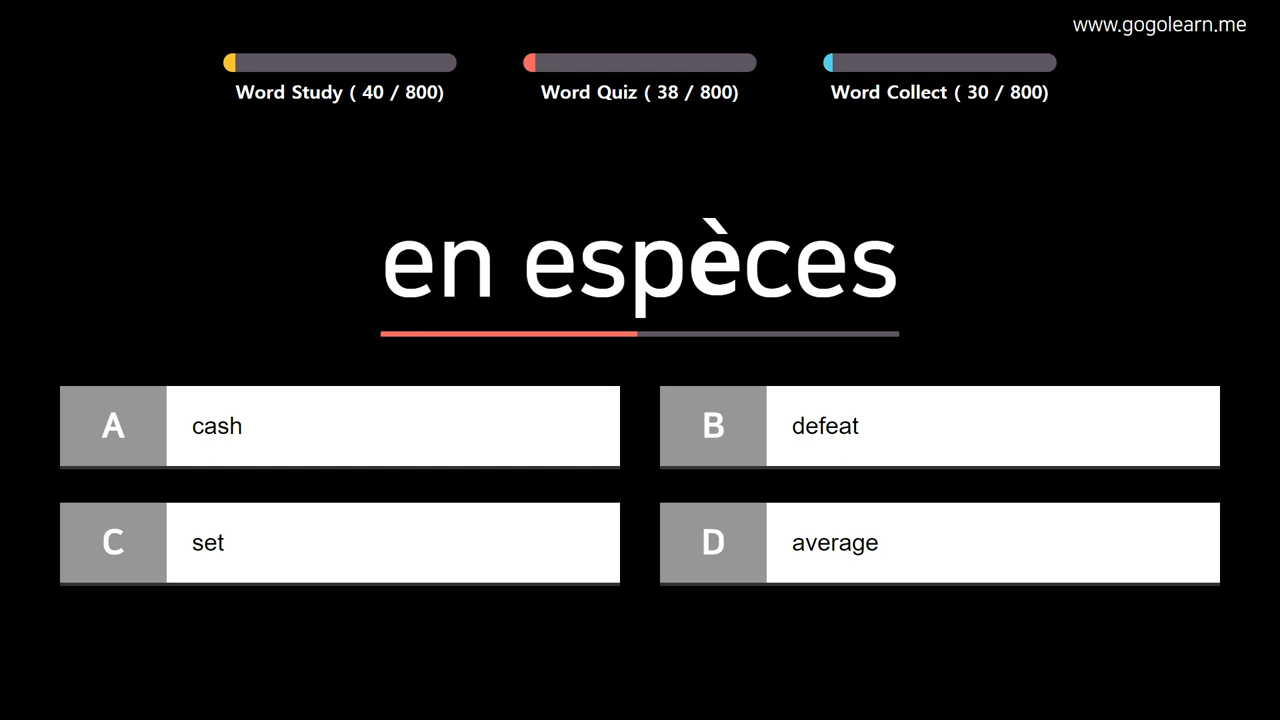 www.gogolearn.me
Word Study ( 40 / 800)
Word Quiz ( 38 / 800)
Word Collect ( 30 / 800)
en espèces
A cash
B defeat
C set
D average